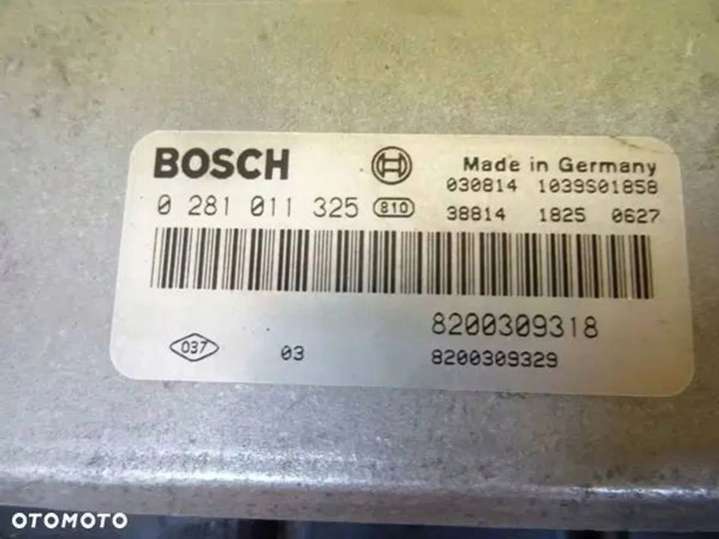 BOSCH
Made in Germany
030814 1039S01858
0 281 011 325 810
38814 1825 0627
8200309318
037 03
8200309329
OTOMOTO